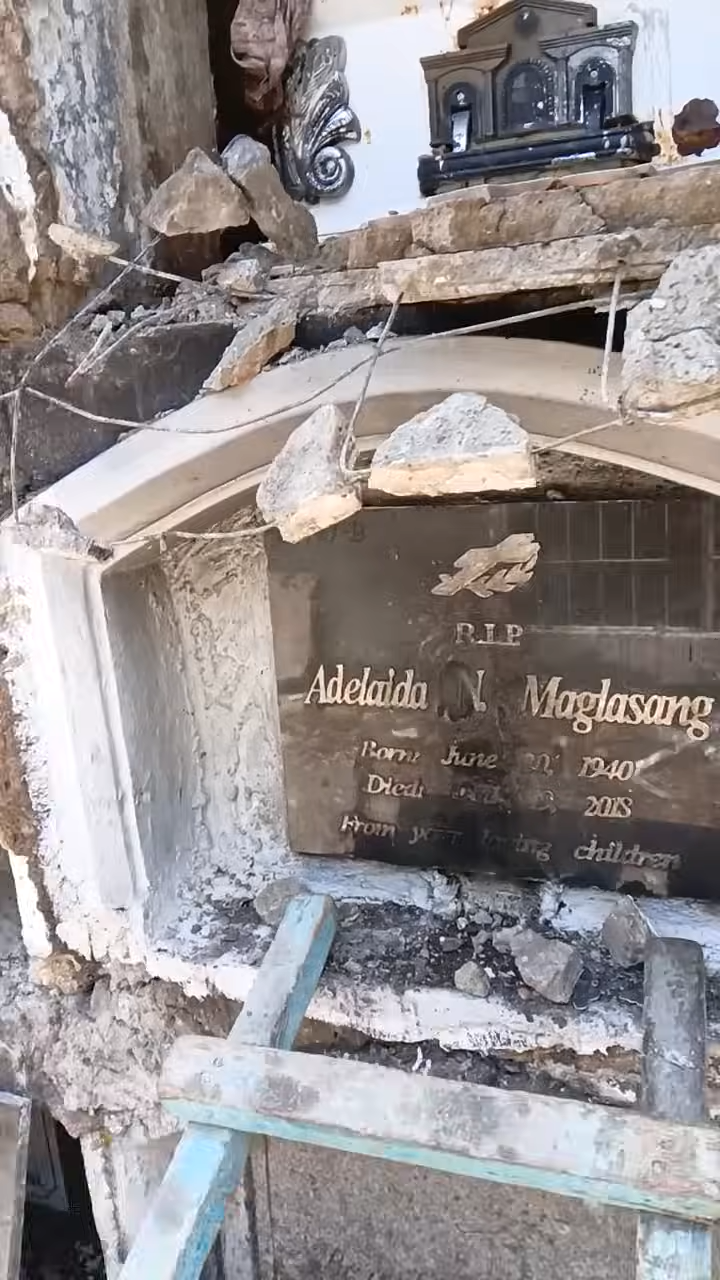 R.I.P
Adelaida N. Maglasang
Born: June 1940
Died: 2018
From your loving children